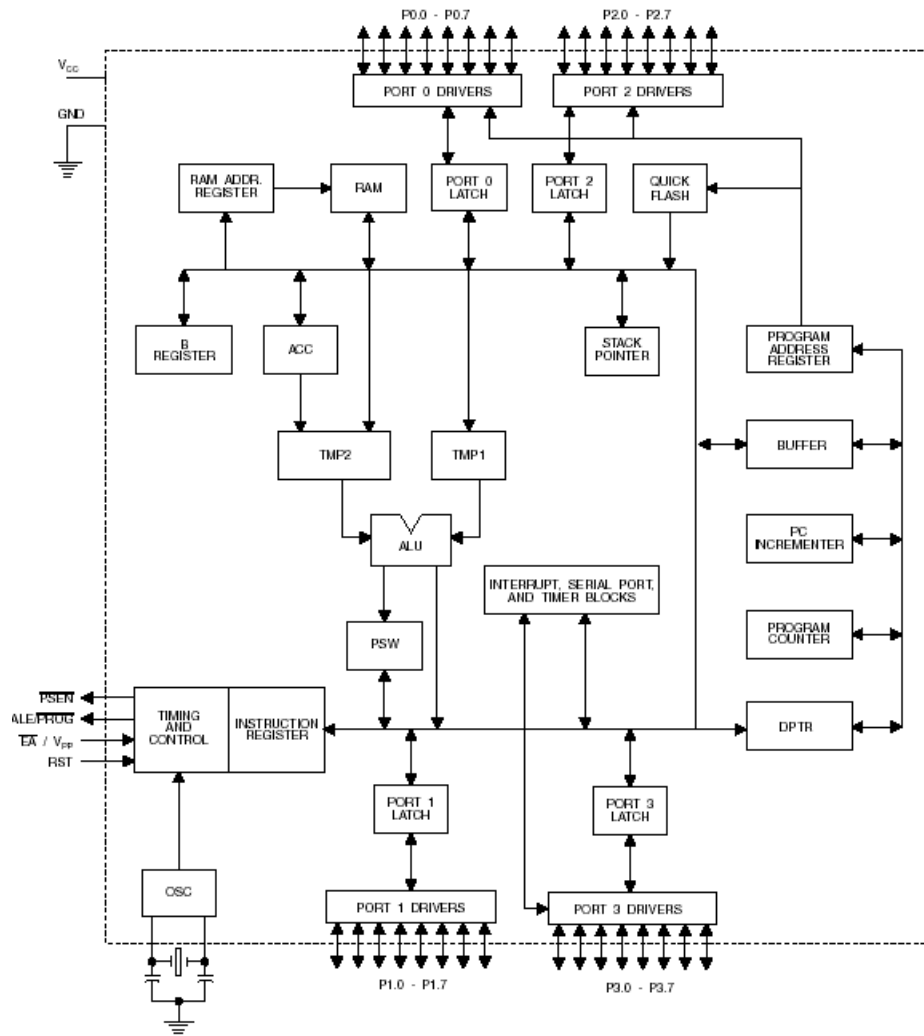 P0.0 - P0.7
P2.0 - P2.7
VCC
GND
PORT 0 DRIVERS
PORT 2 DRIVERS
RAM ADDR.
REGISTER
RAM
PORT 0
LATCH
PORT 2
LATCH
QUICK
FLASH
B
REGISTER
ACC
STACK
POINTER
PROGRAM
ADDRESS
REGISTER
TMP2
TMP1
BUFFER
ALU
PC
INCREMENTER
INTERRUPT, SERIAL PORT,
AND TIMER BLOCKS
PSW
PROGRAM
COUNTER
PSEN
ALE/PROG
EA / VPP
RST
TIMING
AND
CONTROL
INSTRUCTION
REGISTER
DPTR
PORT 1
LATCH
PORT 3
LATCH
OSC
PORT 1 DRIVERS
PORT 3 DRIVERS
P1.0 - P1.7
P3.0 - P3.7